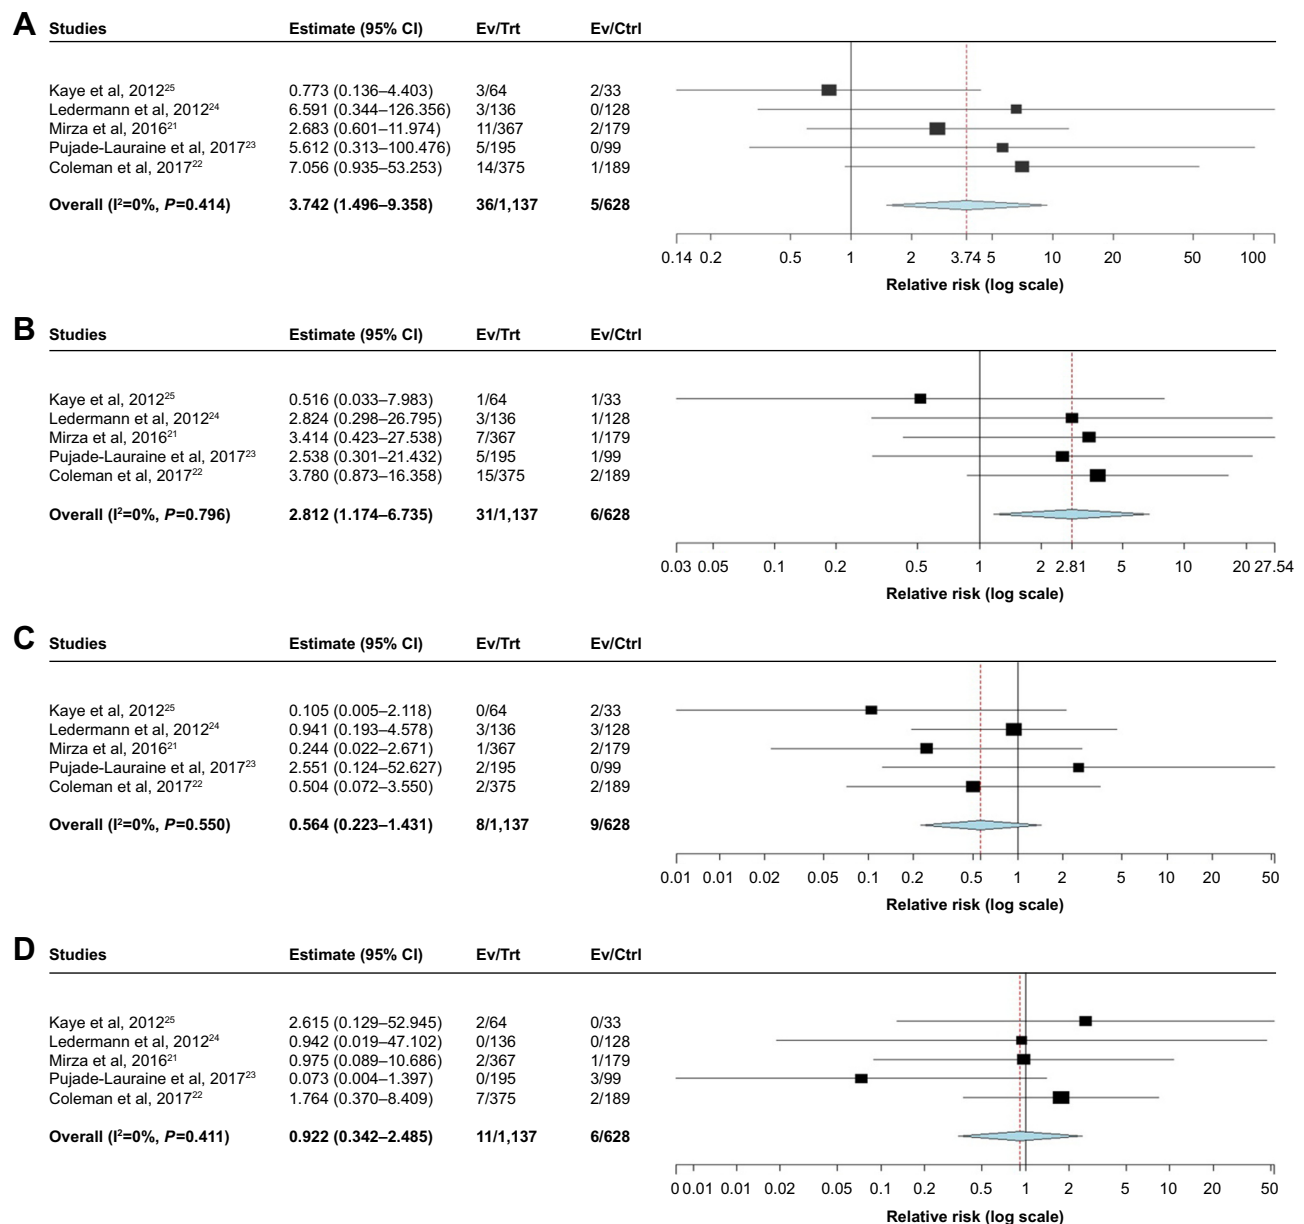 A Studies Estimate (95% CI) Ev/Trt Ev/Ctrl
Kaye et al, 2012²⁵ 0.773 (0.136–4.403) 3/64 2/33
Ledermann et al, 2012²⁴ 6.591 (0.344–126.356) 3/136 0/128
Mirza et al, 2016²¹ 2.683 (0.601–11.974) 11/367 2/179
Pujade-Lauraine et al, 2017²³ 5.612 (0.313–100.476) 5/195 0/99
Coleman et al, 2017²² 7.056 (0.935–53.253) 14/375 1/189
Overall (I²=0%, P=0.414) 3.742 (1.496–9.358) 36/1,137 5/628
0.14 0.2 0.5 1 2 3.74 5 10 20 50 100
Relative risk (log scale)
B Studies Estimate (95% CI) Ev/Trt Ev/Ctrl
Kaye et al, 2012²⁵ 0.516 (0.033–7.983) 1/64 1/33
Ledermann et al, 2012²⁴ 2.824 (0.298–26.795) 3/136 1/128
Mirza et al, 2016²¹ 3.414 (0.423–27.538) 7/367 1/179
Pujade-Lauraine et al, 2017²³ 2.538 (0.301–21.432) 5/195 1/99
Coleman et al, 2017²² 3.780 (0.873–16.358) 15/375 2/189
Overall (I²=0%, P=0.796) 2.812 (1.174–6.735) 31/1,137 6/628
0.03 0.05 0.1 0.2 0.5 1 2 2.81 5 10 20 27.54
Relative risk (log scale)
C Studies Estimate (95% CI) Ev/Trt Ev/Ctrl
Kaye et al, 2012²⁵ 0.105 (0.005–2.118) 0/64 2/33
Ledermann et al, 2012²⁴ 0.941 (0.193–4.578) 3/136 3/128
Mirza et al, 2016²¹ 0.244 (0.022–2.671) 1/367 2/179
Pujade-Lauraine et al, 2017²³ 2.551 (0.124–52.627) 2/195 0/99
Coleman et al, 2017²² 0.504 (0.072–3.550) 2/375 2/189
Overall (I²=0%, P=0.550) 0.564 (0.223–1.431) 8/1,137 9/628
0.01 0.01 0.02 0.05 0.1 0.2 0.5 1 2 5 10 20 50
Relative risk (log scale)
D Studies Estimate (95% CI) Ev/Trt Ev/Ctrl
Kaye et al, 2012²⁵ 2.615 (0.129–52.945) 2/64 0/33
Ledermann et al, 2012²⁴ 0.942 (0.019–47.102) 0/136 0/128
Mirza et al, 2016²¹ 0.975 (0.089–10.686) 2/367 1/179
Pujade-Lauraine et al, 2017²³ 0.073 (0.004–1.397) 0/195 3/99
Coleman et al, 2017²² 1.764 (0.370–8.409) 7/375 2/189
Overall (I²=0%, P=0.411) 0.922 (0.342–2.485) 11/1,137 6/628
0 0.01 0.01 0.02 0.05 0.1 0.2 0.5 1 2 5 10 20 50
Relative risk (log scale)